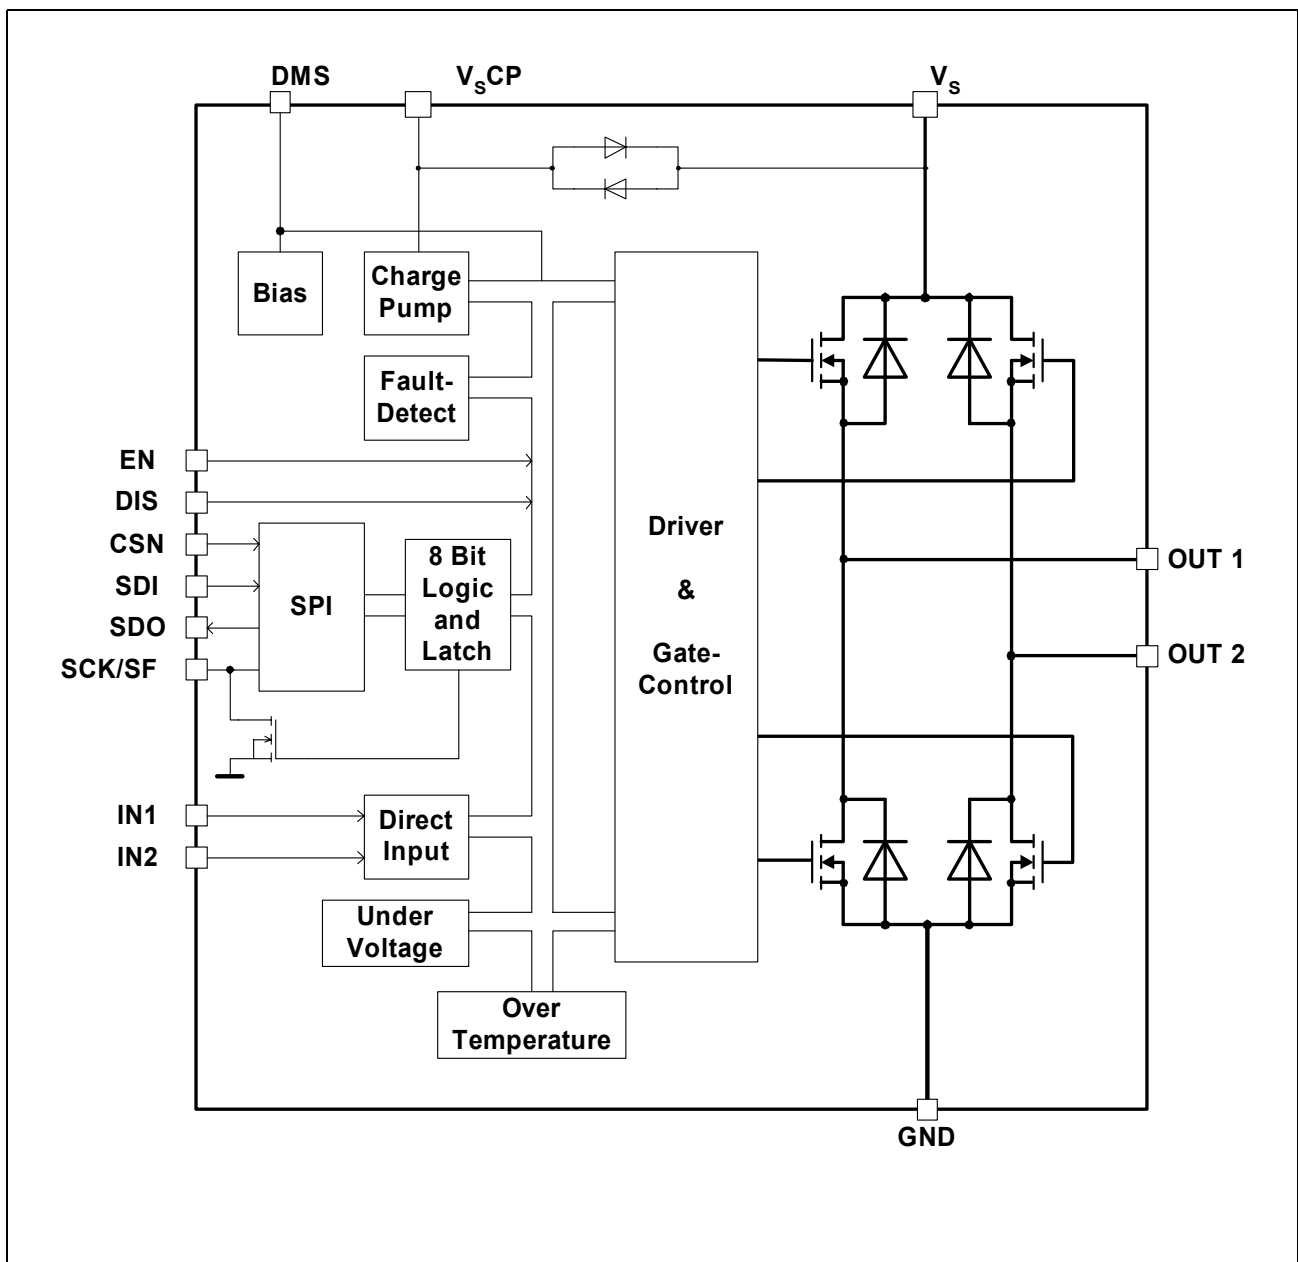 DMS
VSCP
VS
Bias
Charge
Pump
Fault-
Detect
EN
DIS
CSN
SDI
SDO
SCK/SF
SPI
8 Bit
Logic
and
Latch
Driver
&
Gate-
Control
OUT 1
OUT 2
IN1
IN2
Direct
Input
Under
Voltage
Over
Temperature
GND